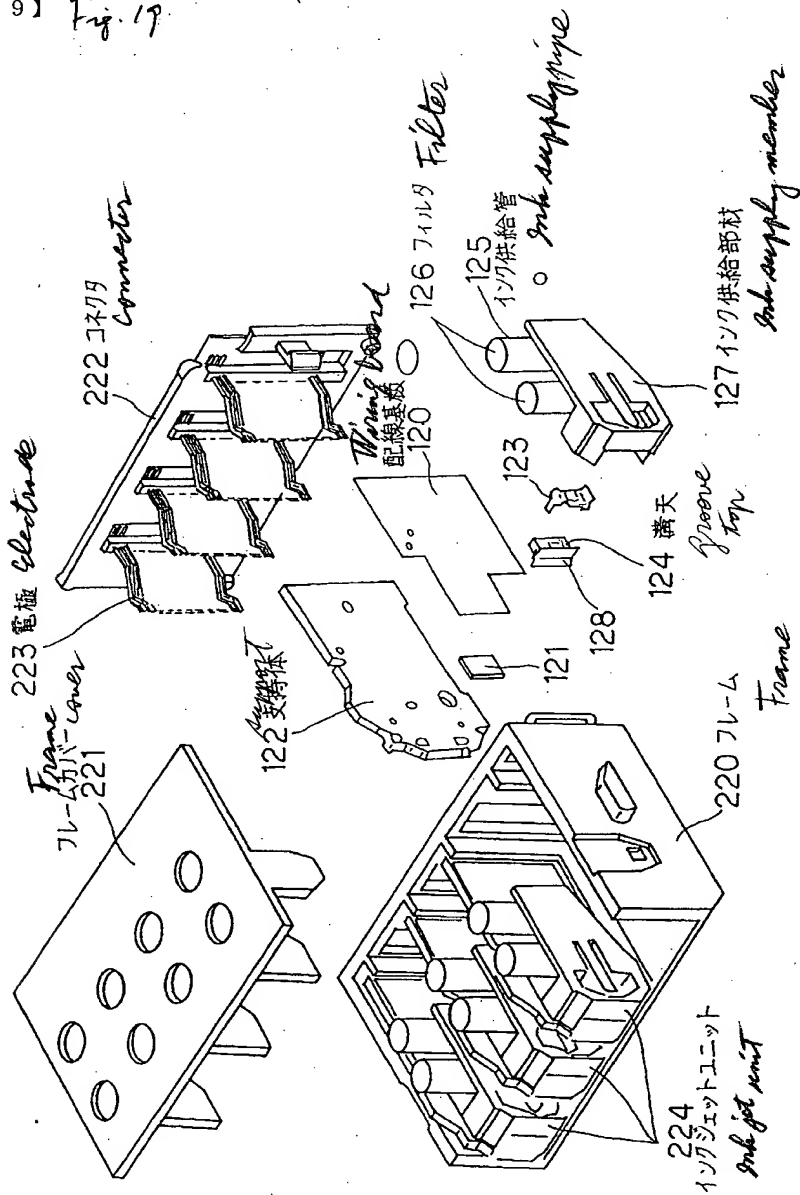 9】 Fig. 19
222 コネクタ
connector
223 電極 Electrode
Frame cover
フレームカバー
221
Support
122 支持体
Wiring board
配線基板
120
126 フィルタ Filter
125
インク供給管
Ink supply pipe
123
127 インク供給部材
Ink supply member
124 溝天
groove top
128
121
220 フレーム
Frame
224
インクジェットユニット
Ink jet unit